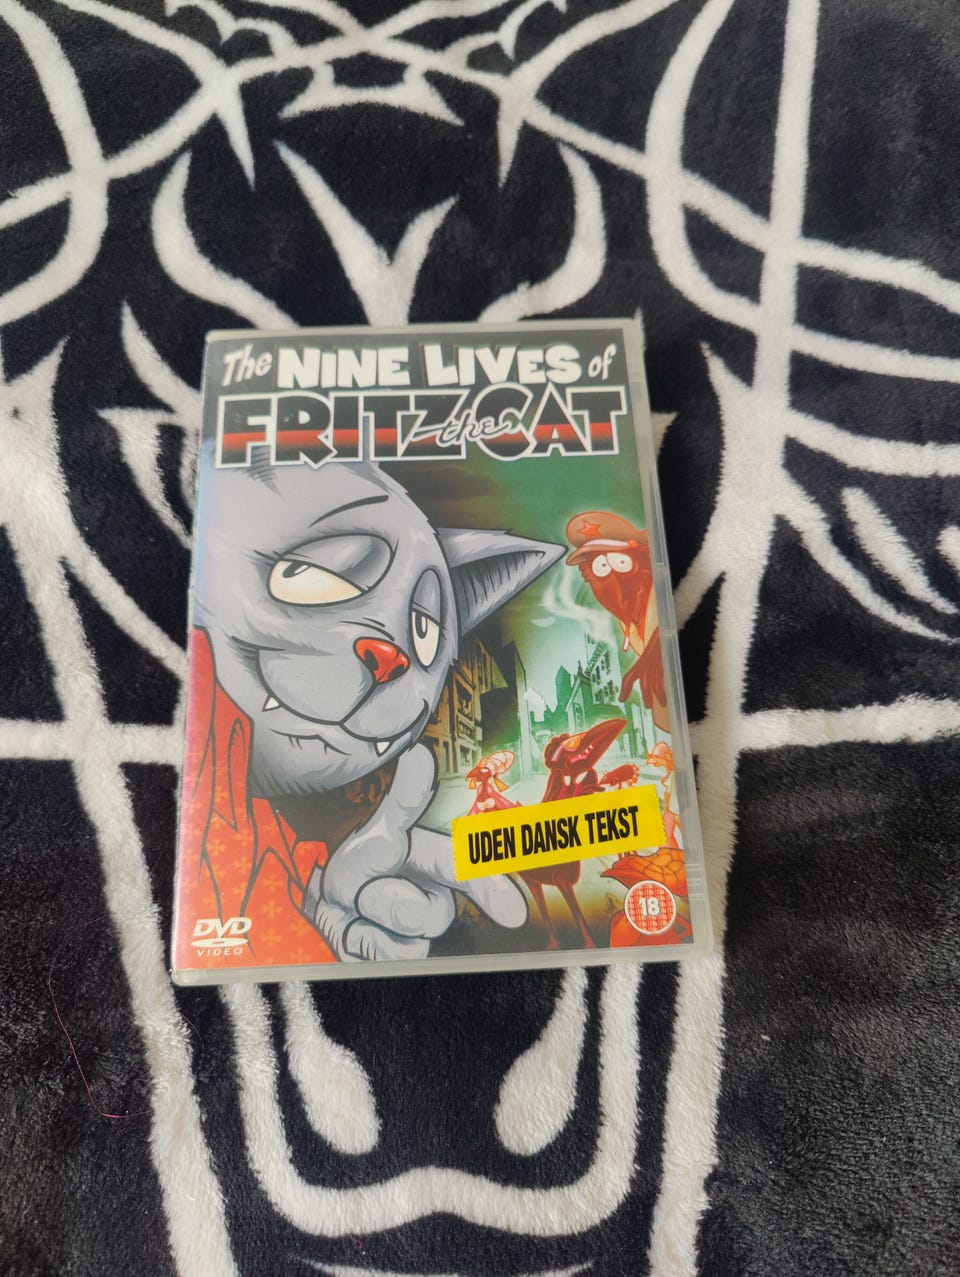 The NINE LIVES of
FRITZ the CAT
UDEN DANSK TEKST
18
DVD
VIDEO